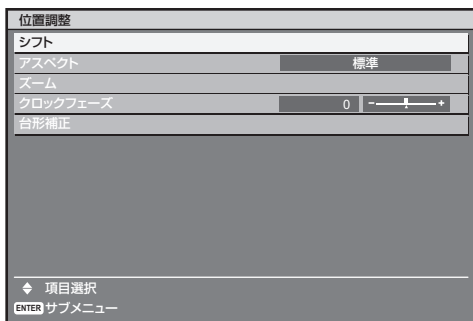 位置調整
シフト
アスペクト 標準
ズーム
クロックフェーズ 0 - +
台形補正
項目選択
ENTER サブメニュー